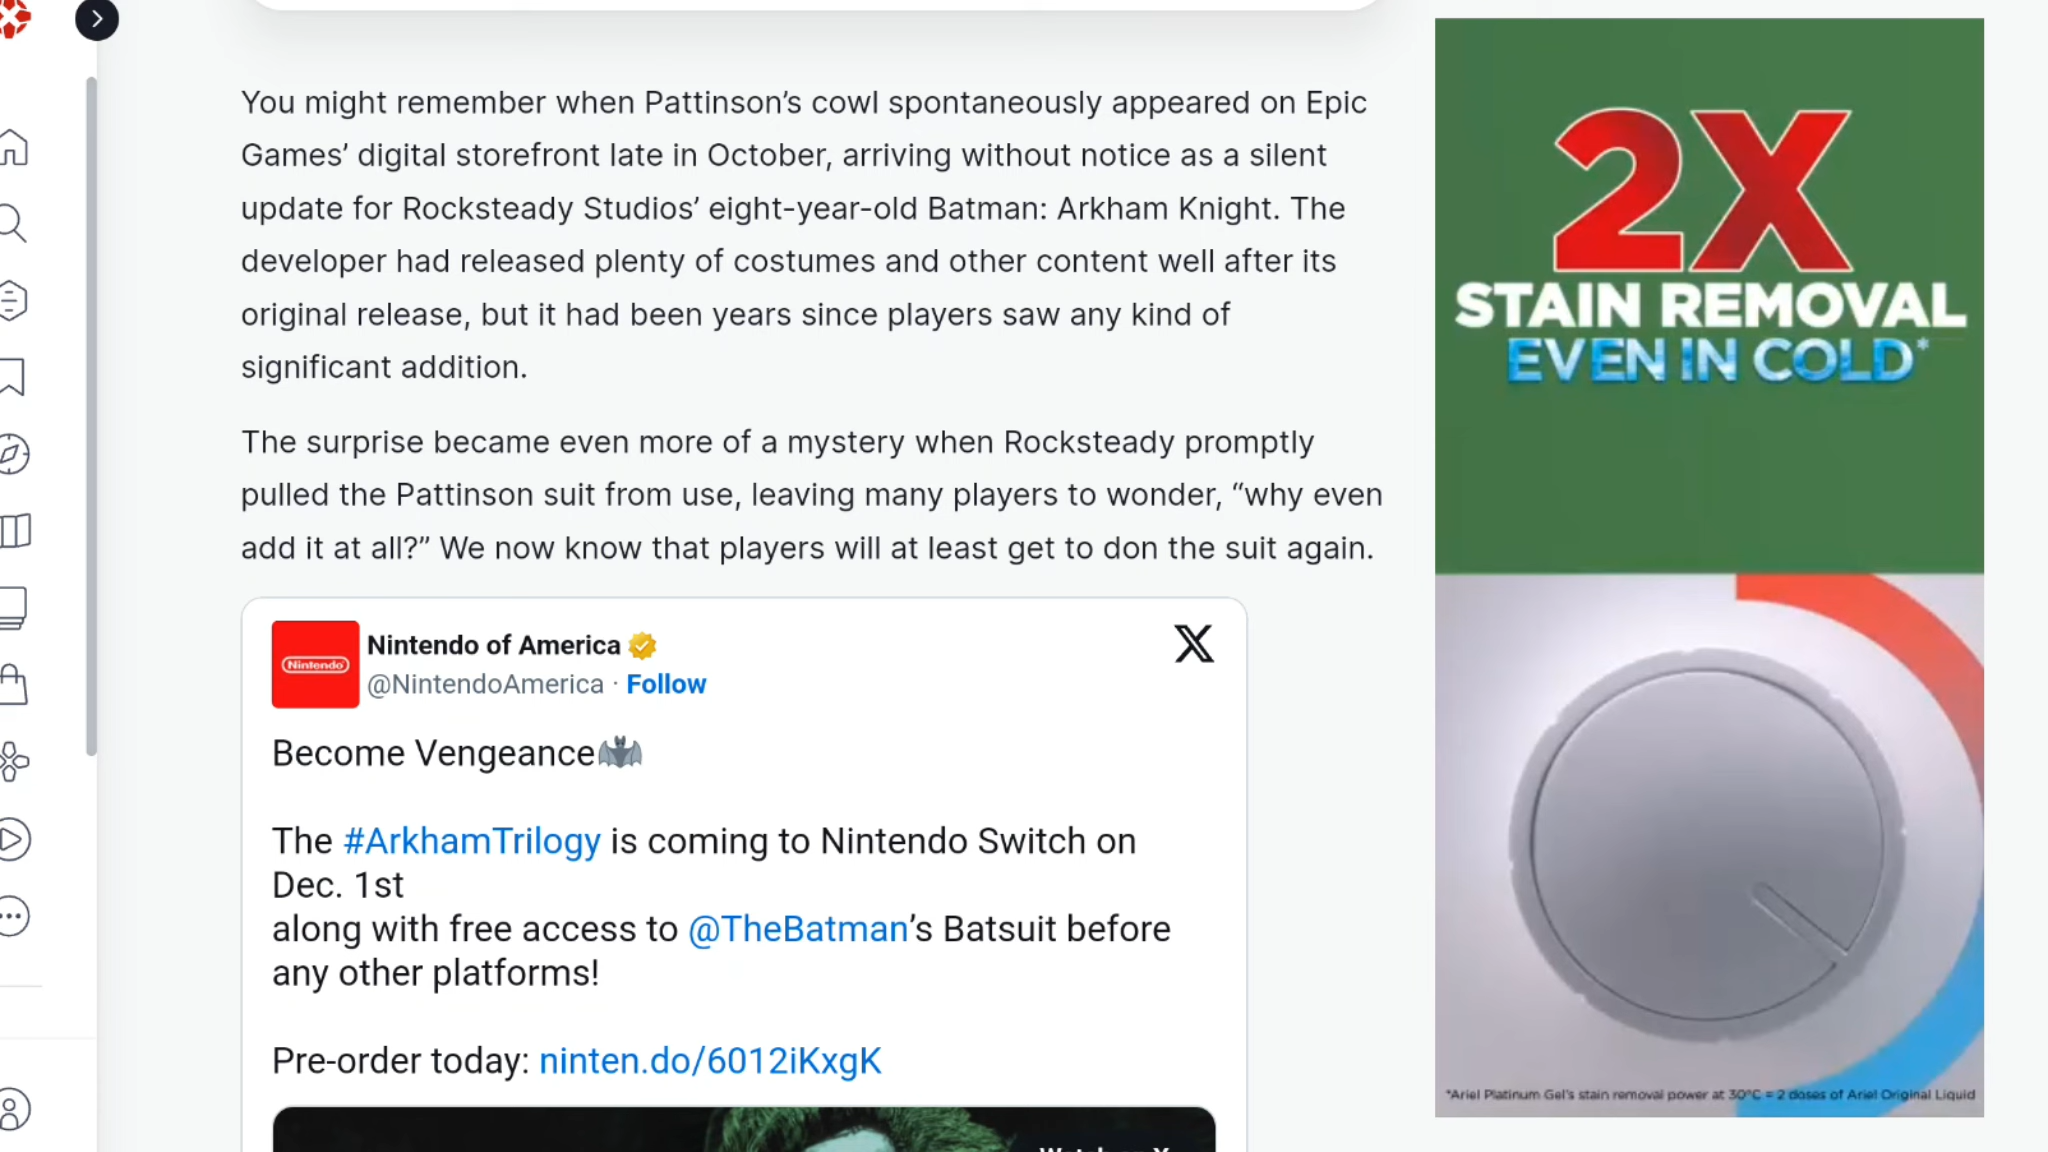 You might remember when Pattinson’s cowl spontaneously appeared on Epic
Games’ digital storefront late in October, arriving without notice as a silent
update for Rocksteady Studios’ eight-year-old Batman: Arkham Knight. The
developer had released plenty of costumes and other content well after its
original release, but it had been years since players saw any kind of
significant addition.
The surprise became even more of a mystery when Rocksteady promptly
pulled the Pattinson suit from use, leaving many players to wonder, “why even
add it at all?” We now know that players will at least get to don the suit again.
Nintendo
Nintendo of America
@NintendoAmerica · Follow
Become Vengeance🦇
The #ArkhamTrilogy is coming to Nintendo Switch on
Dec. 1st
along with free access to @TheBatman’s Batsuit before
any other platforms!
Pre-order today: ninten.do/6012iKxgK
2X
STAIN REMOVAL
EVEN IN COLD*
*Ariel Platinum Gel's stain removal power at 30°C = 2 doses of Ariel Original Liquid